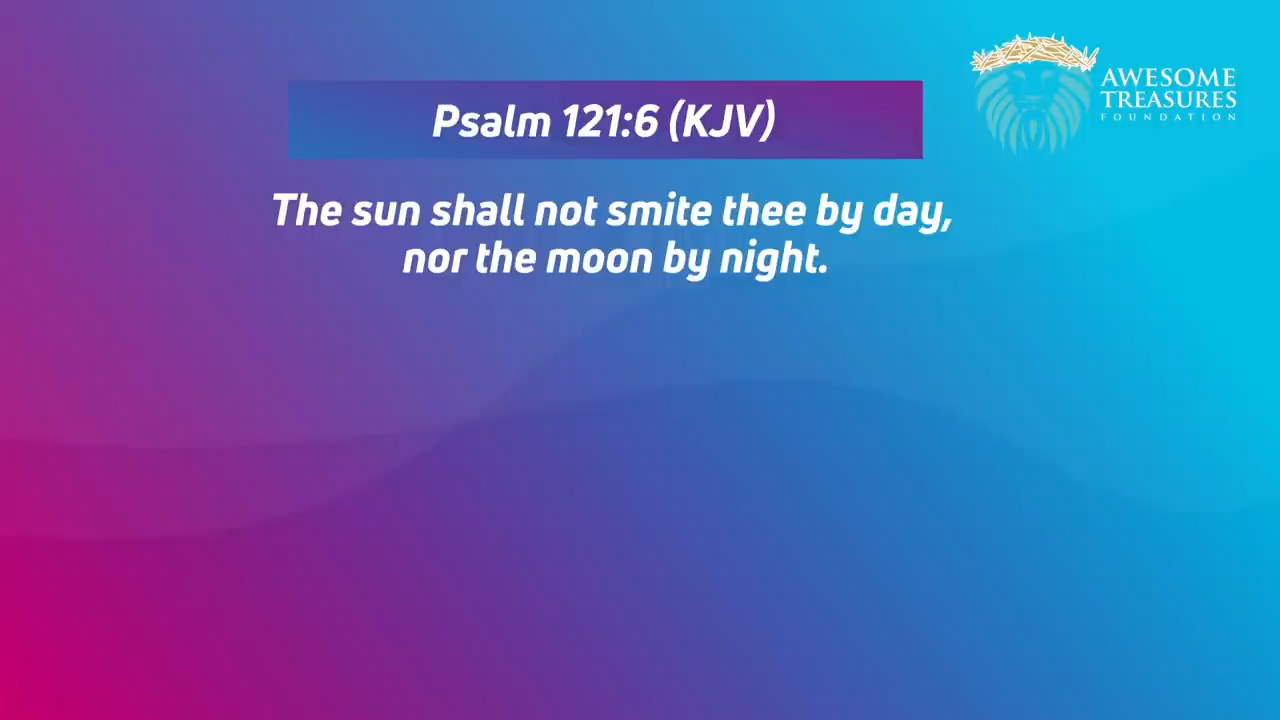 Psalm 121:6 (KJV)
AWESOME
TREASURES
FOUNDATION
The sun shall not smite thee by day,
nor the moon by night.